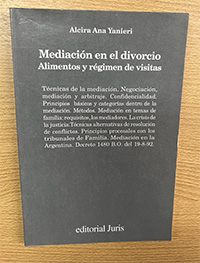 Alcira Ana Yanieri
Mediación en el divorcio
Alimentos y régimen de visitas
Técnicas de la mediación. Negociación,
mediación y arbitraje. Confidencialidad.
Principios básicos y categorías dentro de la
mediación. Métodos. Mediación en temas de
familia: requisitos, los mediadores. La crisis de
la justicia. Técnicas alternativas de resolución
de conflictos. Principios procesales con los
tribunales de Familia. Mediación en la
Argentina. Decreto 1480 B.O. del 19-8-92.
editorial Juris